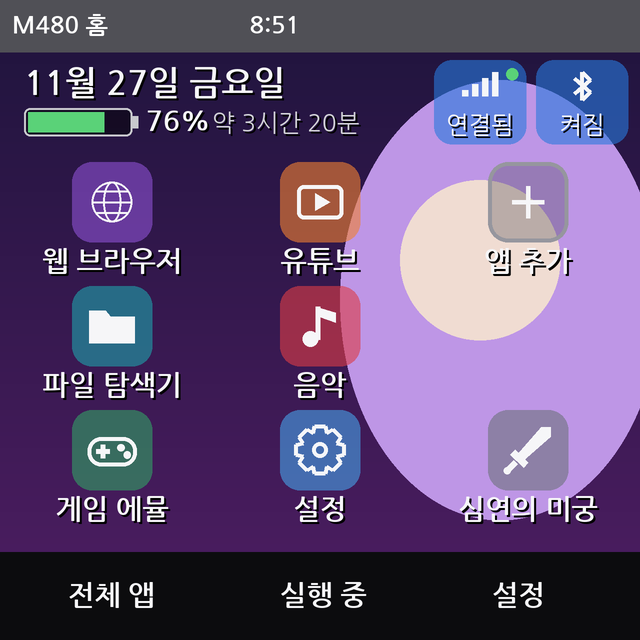 M480 홈 8:51
11월 27일 금요일
76% 약 3시간 20분
연결됨 켜짐
웹 브라우저 유튜브 앱 추가
파일 탐색기 음악
게임 에뮬 설정 심연의 미궁
전체 앱 실행 중 설정